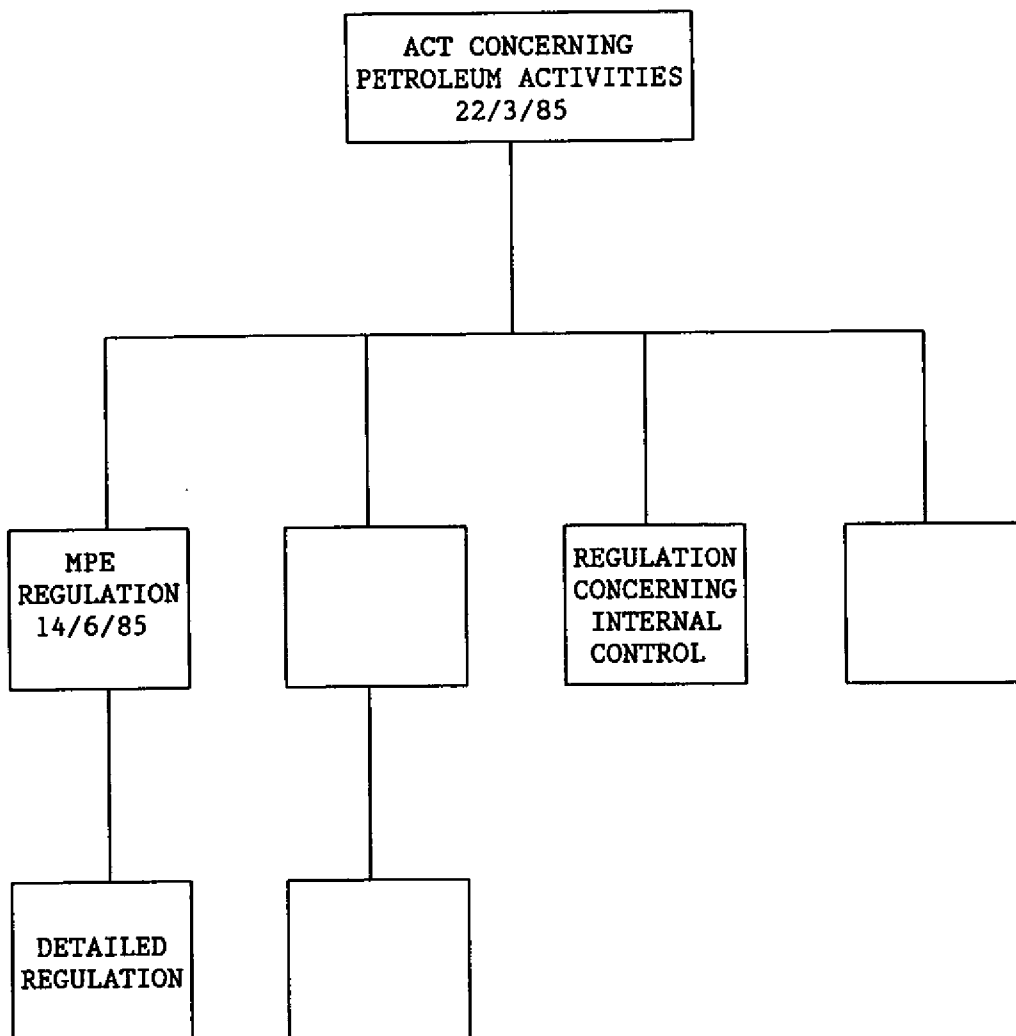 ACT CONCERNING
PETROLEUM ACTIVITIES
22/3/85
MPE
REGULATION
14/6/85
REGULATION
CONCERNING
INTERNAL
CONTROL
DETAILED
REGULATION